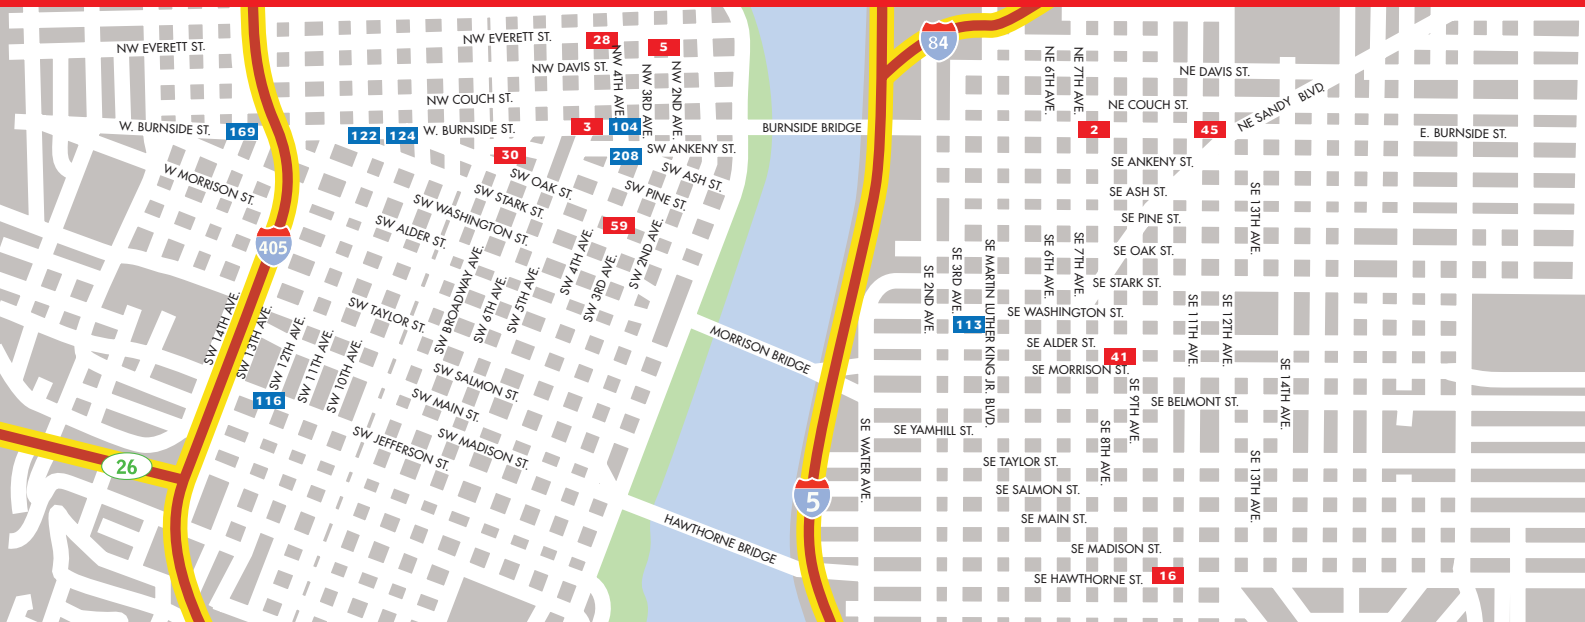 NW EVERETT ST.
NW EVERETT ST.
28
5
NW DAVIS ST.
NW 4TH AVE.
NW 3RD AVE.
NW 2ND AVE.
NW COUCH ST.
W. BURNSIDE ST.
169
122
124
W. BURNSIDE ST.
3
104
BURNSIDE BRIDGE
30
208
SW ANKENY ST.
W MORRISON ST.
SW OAK ST.
SW ASH ST.
SW STARK ST.
SW PINE ST.
SW WASHINGTON ST.
SW ALDER ST.
59
405
SW 4TH AVE.
SW 3RD AVE.
SW 2ND AVE.
SW BROADWAY AVE.
SW 6TH AVE.
SW 5TH AVE.
SW 14TH AVE.
SW 13TH AVE.
SW 12TH AVE.
SW 11TH AVE.
SW 10TH AVE.
SW TAYLOR ST.
MORRISON BRIDGE
SW SALMON ST.
116
SW MAIN ST.
SW JEFFERSON ST.
SW MADISON ST.
26
HAWTHORNE BRIDGE
5
84
NE 6TH AVE.
NE 7TH AVE.
NE DAVIS ST.
NE COUCH ST.
NE SANDY BLVD.
2
45
E. BURNSIDE ST.
SE ANKENY ST.
SE ASH ST.
SE PINE ST.
SE 13TH AVE.
SE OAK ST.
SE 2ND AVE.
SE 3RD AVE.
SE MARTIN LUTHER KING JR. BLVD.
SE 6TH AVE.
SE 7TH AVE.
SE STARK ST.
SE WASHINGTON ST.
113
SE 11TH AVE.
SE 12TH AVE.
SE ALDER ST.
41
SE MORRISON ST.
SE 9TH AVE.
SE 14TH AVE.
SE BELMONT ST.
SE WATER AVE.
SE YAMHILL ST.
SE 8TH AVE.
SE TAYLOR ST.
SE 13TH AVE.
SE SALMON ST.
SE MAIN ST.
SE MADISON ST.
SE HAWTHORNE ST.
16